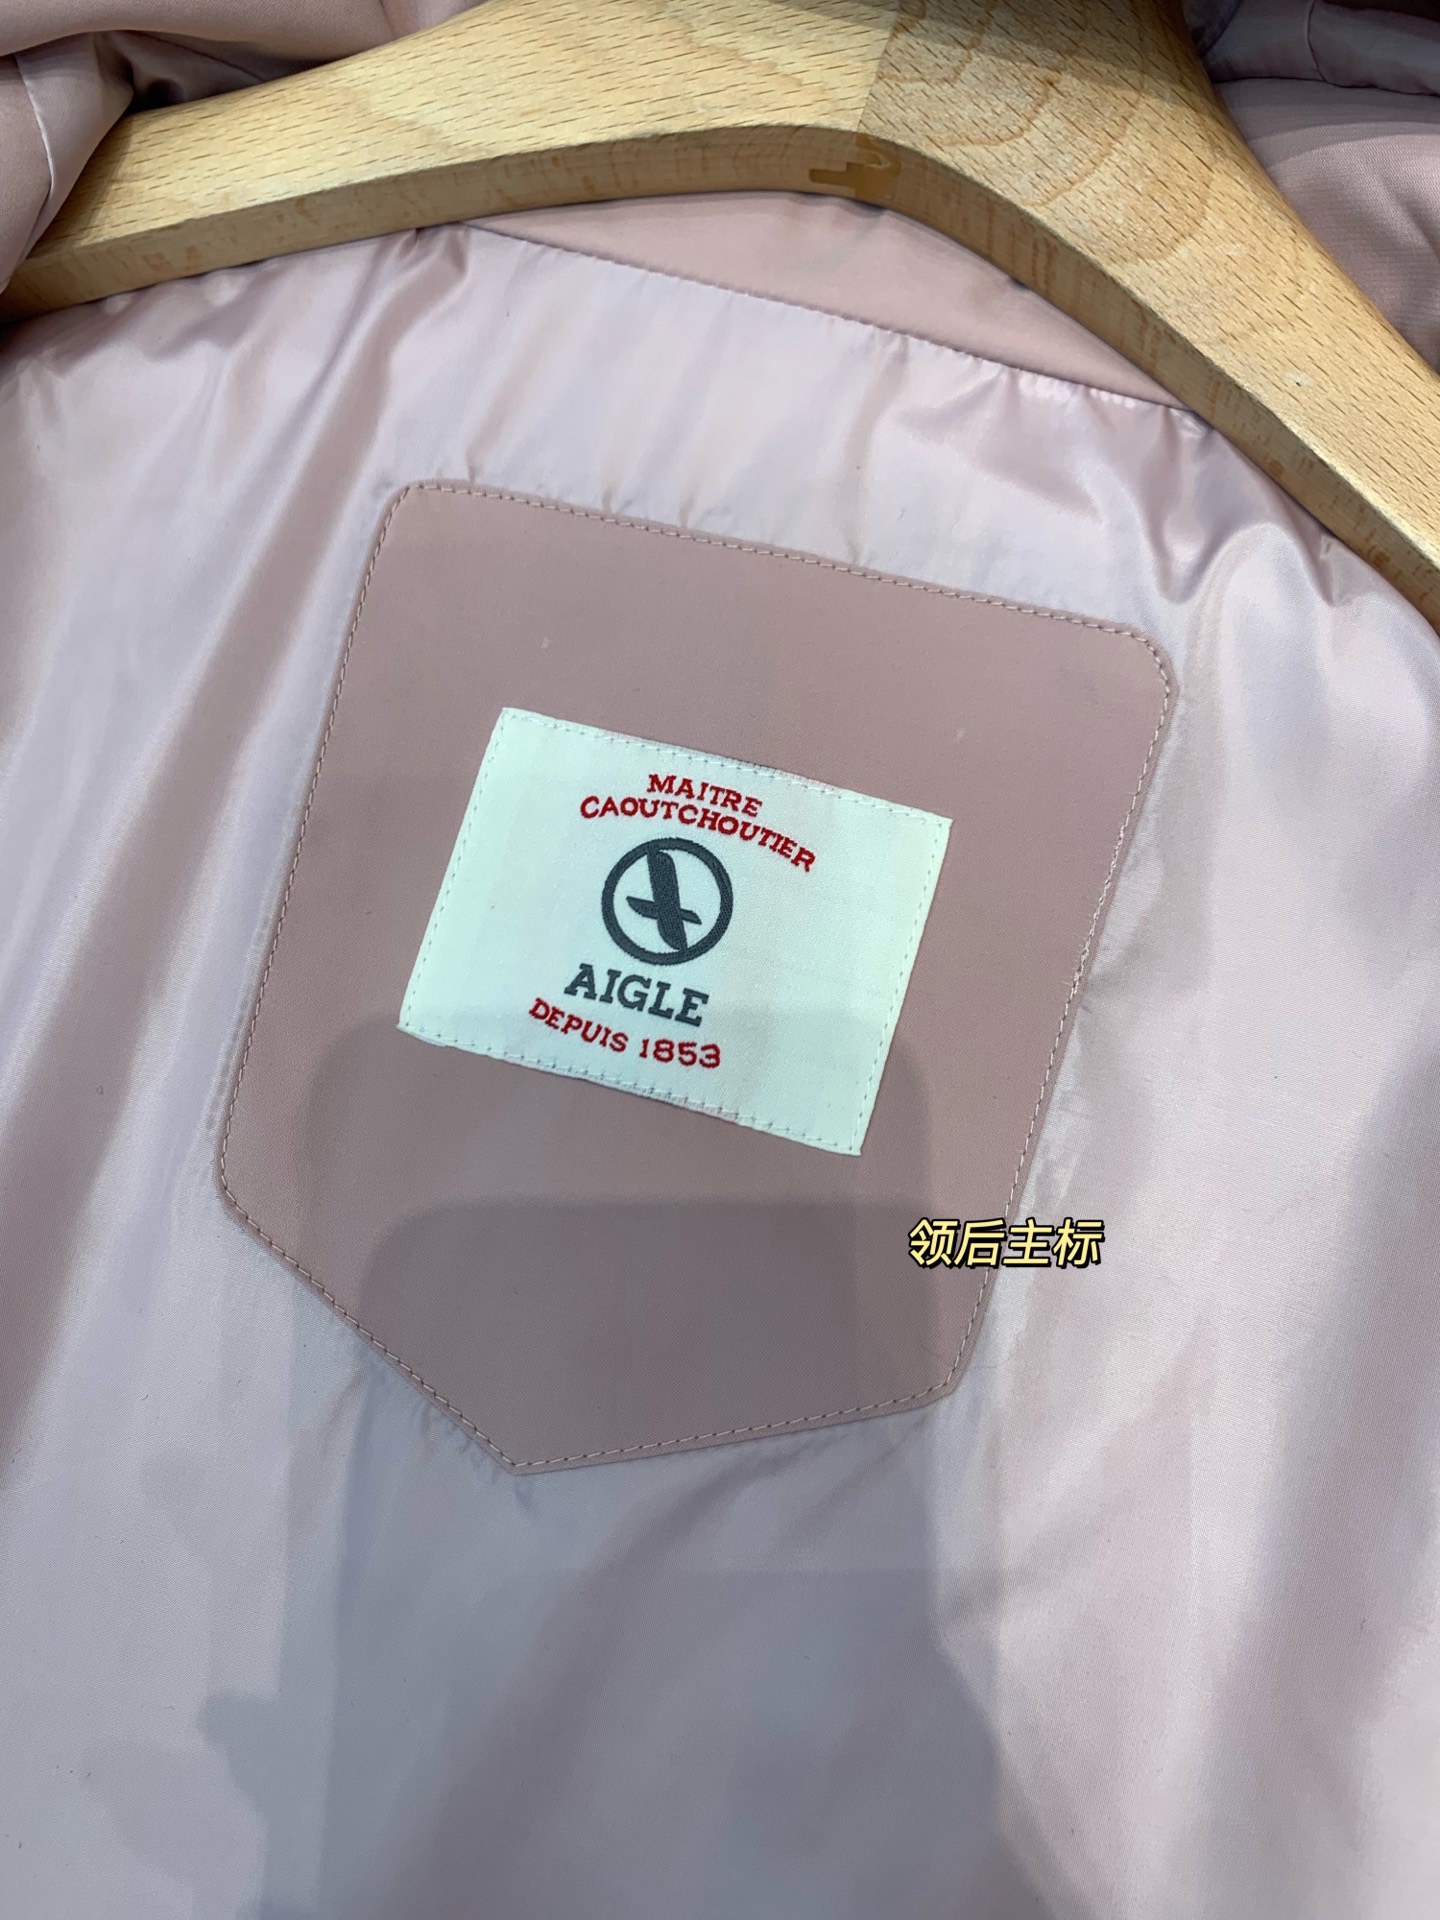 MAITRE
CAOUTCHOUTIER
AIGLE
DEPUIS 1853
领后主标